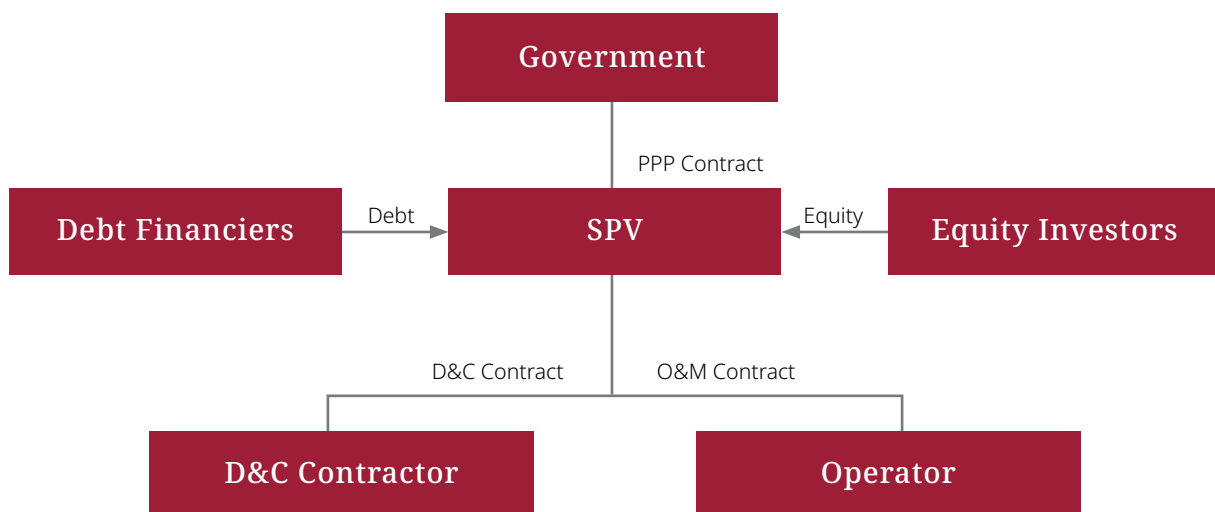 Government
PPP Contract
Debt Financiers
Debt
SPV
Equity
Equity Investors
D&C Contract
O&M Contract
D&C Contractor
Operator